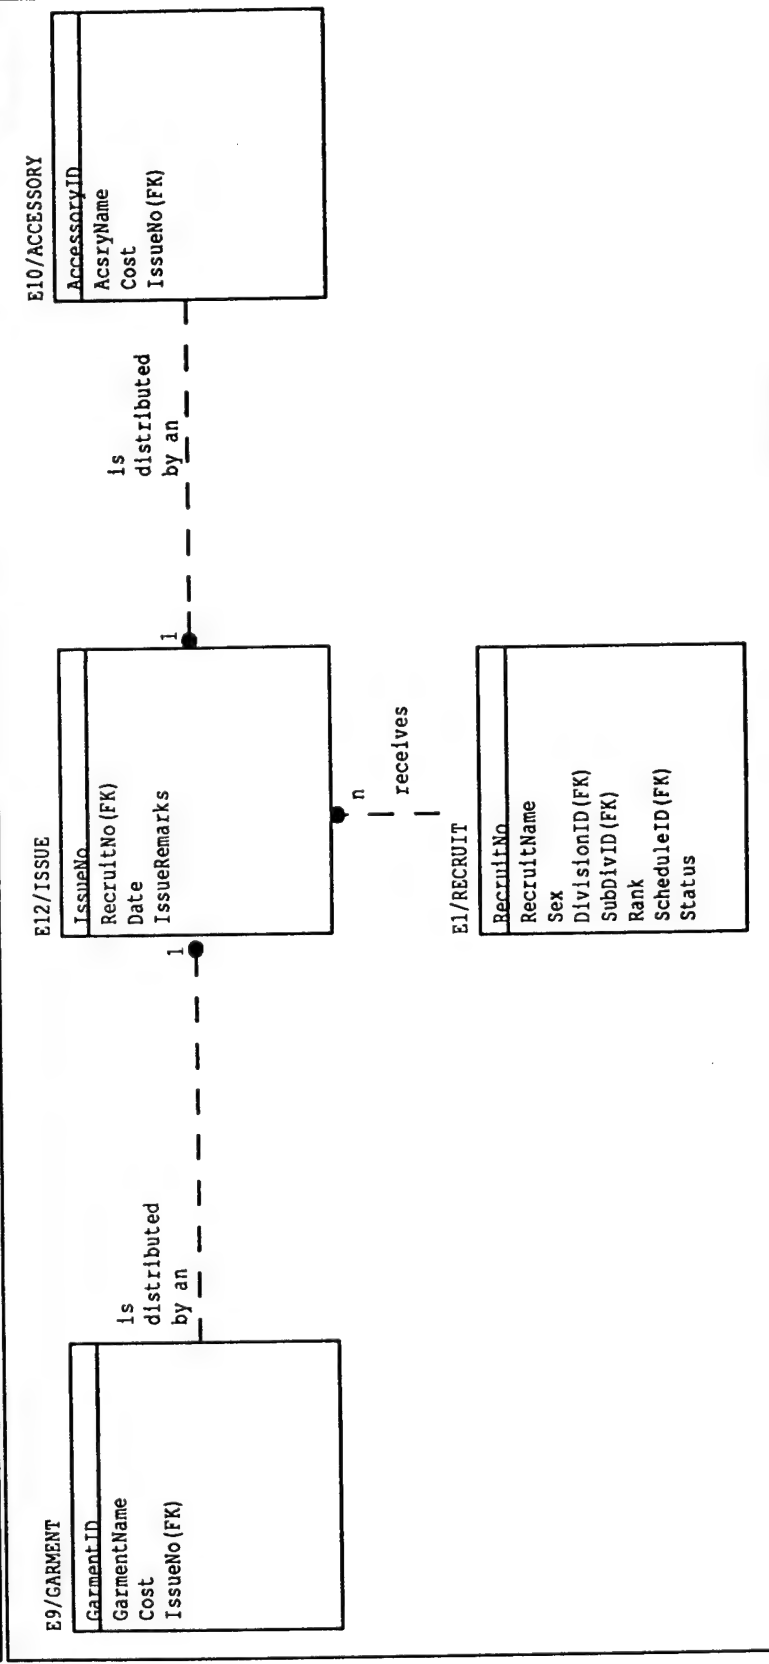 E9/GARMENT
GarmentID
GarmentName
Cost
IssueNo(FK)
is
distributed
by an
1
E12/ISSUE
IssueNo
RecruitNo(FK)
Date
IssueRemarks
1
is
distributed
by an
E10/ACCESSORY
AccessoryID
AcsryName
Cost
IssueNo(FK)
n
receives
E1/RECRUIT
RecruitNo
RecruitName
Sex
DivisionID(FK)
SubDivID(FK)
Rank
ScheduleID(FK)
Status